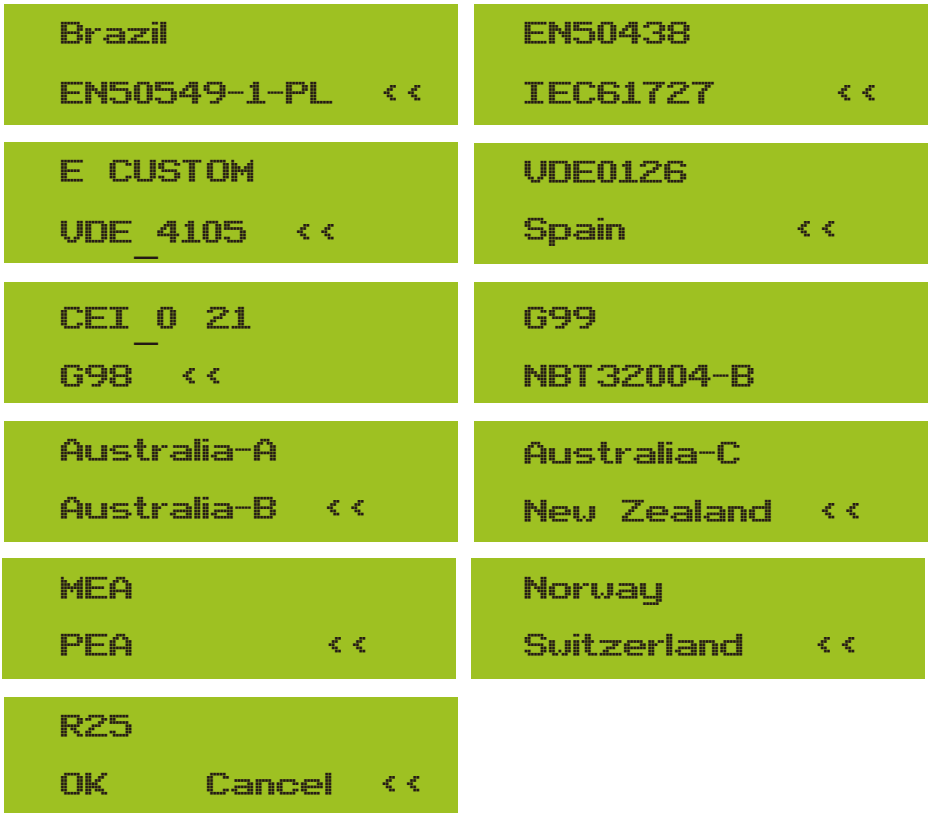 Brazil
EN50549-1-PL <<
EN50438
IEC61727 <<
E CUSTOM
VDE_4105 <<
VDE0126
Spain <<
CEI_0 21
G98 <<
G99
NBT32004-B
Australia-A
Australia-B <<
Australia-C
New Zealand <<
MEA
PEA <<
Norway
Switzerland <<
R25
OK Cancel <<